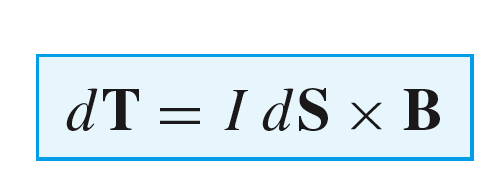 dT = I dS × B